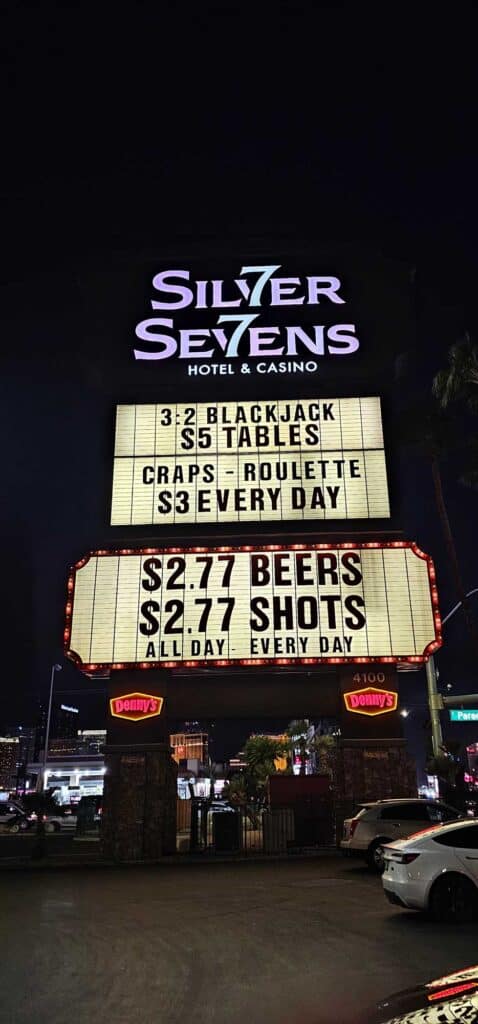 SILVER
SEVENS
HOTEL & CASINO
3:2 BLACKJACK
$5 TABLES
CRAPS - ROULETTE
$3 EVERY DAY
$2.77 BEERS
$2.77 SHOTS
ALL DAY - EVERY DAY
4100
Denny's
Denny's